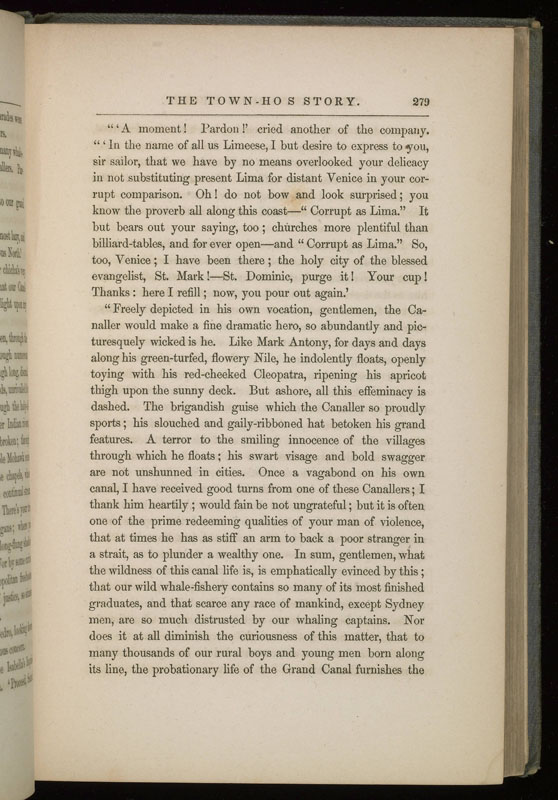 THE TOWN-HO S STORY. 279
"'A moment! Pardon!' cried another of the company.
"'In the name of all us Limeese, I but desire to express to you,
sir sailor, that we have by no means overlooked your delicacy
in not substituting present Lima for distant Venice in your cor-
rupt comparison. Oh! do not bow and look surprised; you
know the proverb all along this coast—"Corrupt as Lima." It
but bears out your saying, too; churches more plentiful than
billiard-tables, and for ever open—and "Corrupt as Lima." So,
too, Venice; I have been there; the holy city of the blessed
evangelist, St. Mark!—St. Dominic, purge it! Your cup!
Thanks: here I refill; now, you pour out again.'
"Freely depicted in his own vocation, gentlemen, the Ca-
naller would make a fine dramatic hero, so abundantly and pic-
turesquely wicked is he. Like Mark Antony, for days and days
along his green-turfed, flowery Nile, he indolently floats, openly
toying with his red-cheeked Cleopatra, ripening his apricot
thigh upon the sunny deck. But ashore, all this effeminacy is
dashed. The brigandish guise which the Canaller so proudly
sports; his slouched and gaily-ribboned hat betoken his grand
features. A terror to the smiling innocence of the villages
through which he floats; his swart visage and bold swagger
are not unshunned in cities. Once a vagabond on his own
canal, I have received good turns from one of these Canallers; I
thank him heartily; would fain be not ungrateful; but it is often
one of the prime redeeming qualities of your man of violence,
that at times he has as stiff an arm to back a poor stranger in
a strait, as to plunder a wealthy one. In sum, gentlemen, what
the wildness of this canal life is, is emphatically evinced by this;
that our wild whale-fishery contains so many of its most finished
graduates, and that scarce any race of mankind, except Sydney
men, are so much distrusted by our whaling captains. Nor
does it at all diminish the curiousness of this matter, that to
many thousands of our rural boys and young men born along
its line, the probationary life of the Grand Canal furnishes the